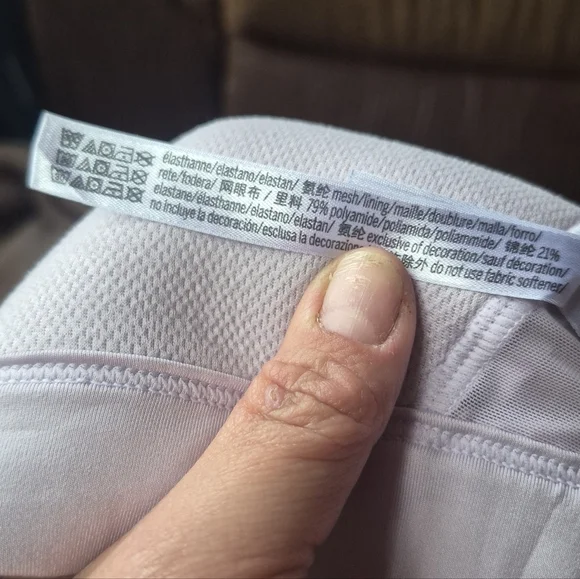 élasthanne/elastano/elastan/ 氨纶 mesh/lining/maille/doublure/malla/forro/
rete/fodera/ 网眼布 / 里料 79% polyamide/poliamida/poliammide/ 锦纶 21%
elastane/élasthanne/elastano/elastan/ 氨纶 exclusive of decoration/sauf décoration/
no incluye la decoración/esclusa la decorazione 除外 do not use fabric softener/